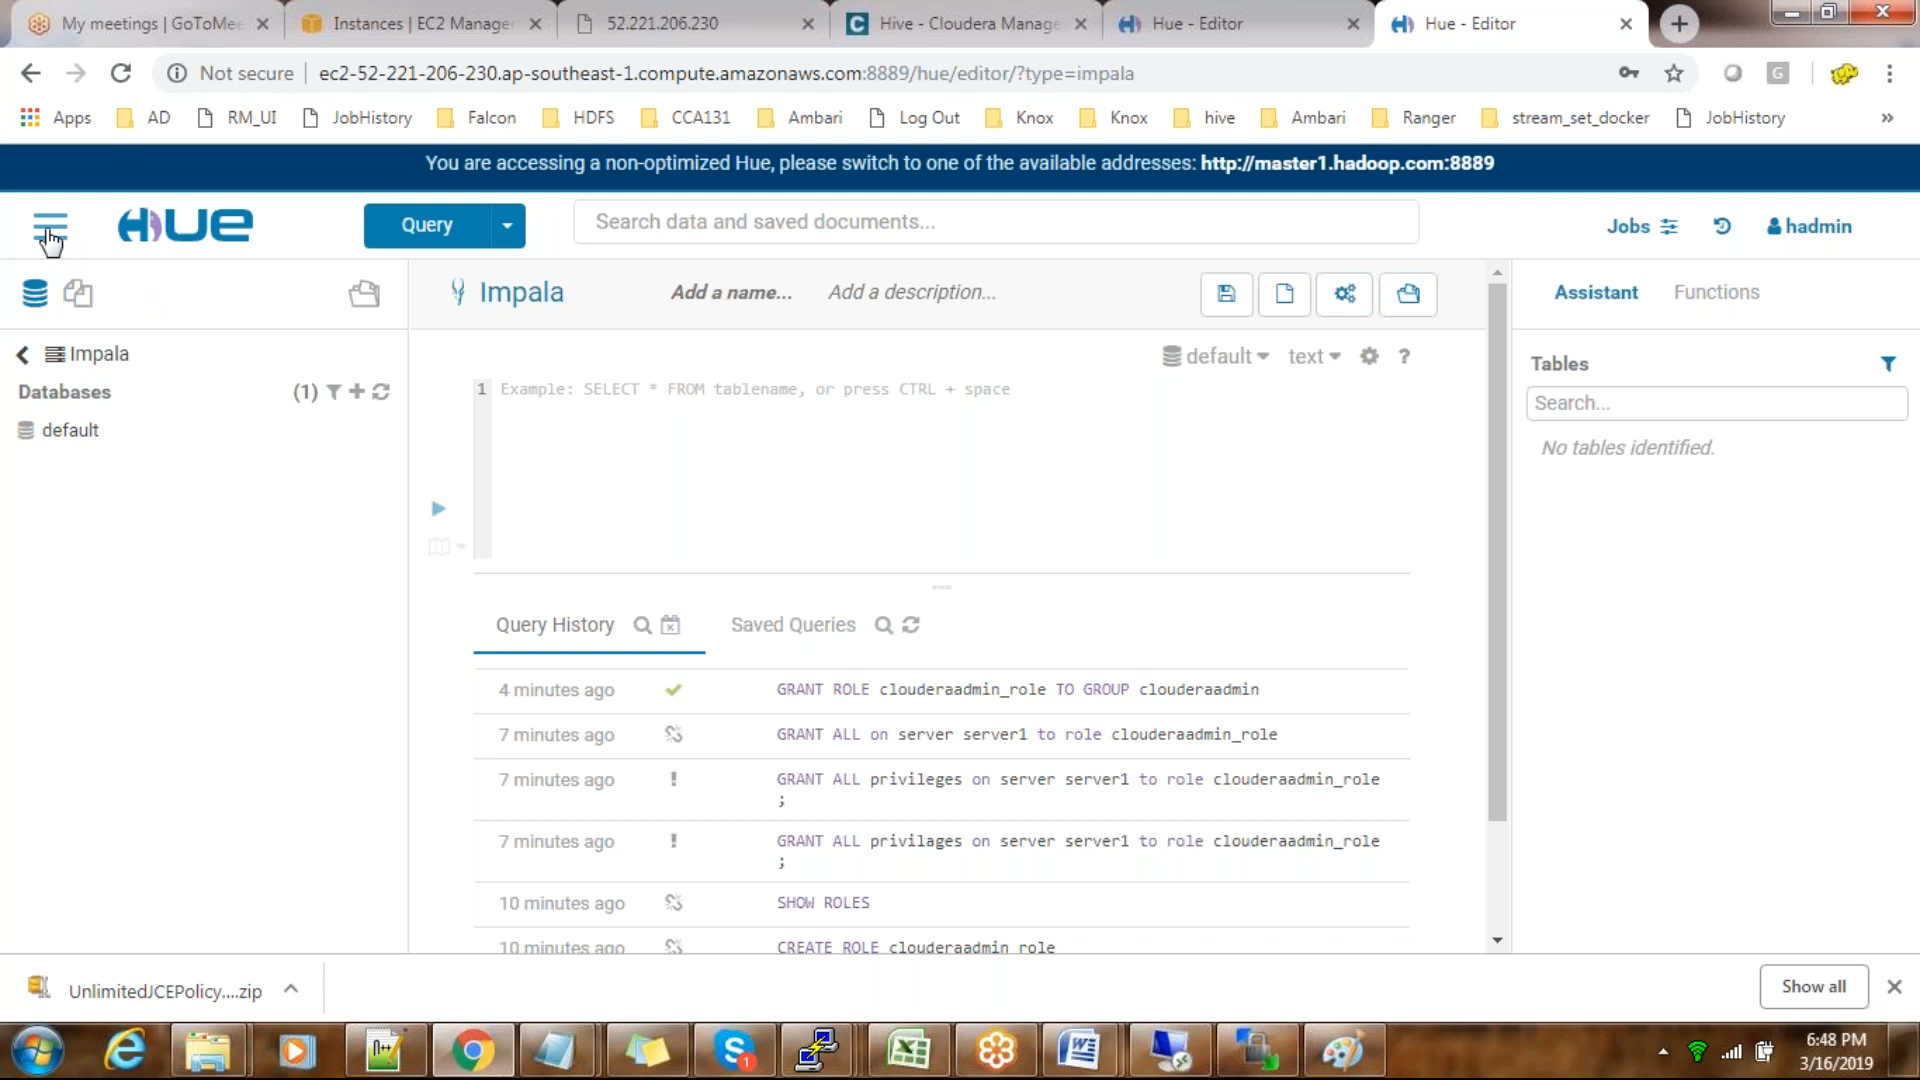 My meetings | GoToMee
Instances | EC2 Manager
52.221.206.230
C
Hive - Cloudera Manage
Hue - Editor
Hue - Editor
Not secure
ec2-52-221-206-230.ap-southeast-1.compute.amazonaws.com:8889/hue/editor/?type=impala
G
Apps
AD
RM_UI
JobHistory
Falcon
HDFS
CCA131
Ambari
Log Out
Knox
Knox
hive
Ambari
Ranger
stream_set_docker
JobHistory
»
You are accessing a non-optimized Hue, please switch to one of the available addresses: http://master1.hadoop.com:8889
HUE
Query
Search data and saved documents...
Jobs
hadmin
Impala
Add a name...
Add a description...
Assistant
Functions
Impala
default
text
?
Tables
Databases
(1)
1
Example: SELECT * FROM tablename, or press CTRL + space
Search...
default
No tables identified.
Query History
Saved Queries
4 minutes ago
GRANT ROLE clouderaadmin_role TO GROUP clouderaadmin
7 minutes ago
GRANT ALL on server server1 to role clouderaadmin_role
7 minutes ago
!
GRANT ALL privileges on server server1 to role clouderaadmin_role
;
7 minutes ago
!
GRANT ALL privilages on server server1 to role clouderaadmin_role
;
10 minutes ago
SHOW ROLES
10 minutes ago
CREATE ROLE clouderaadmin_role
UnlimitedJCEPolicy....zip
Show all
6:48 PM
3/16/2019